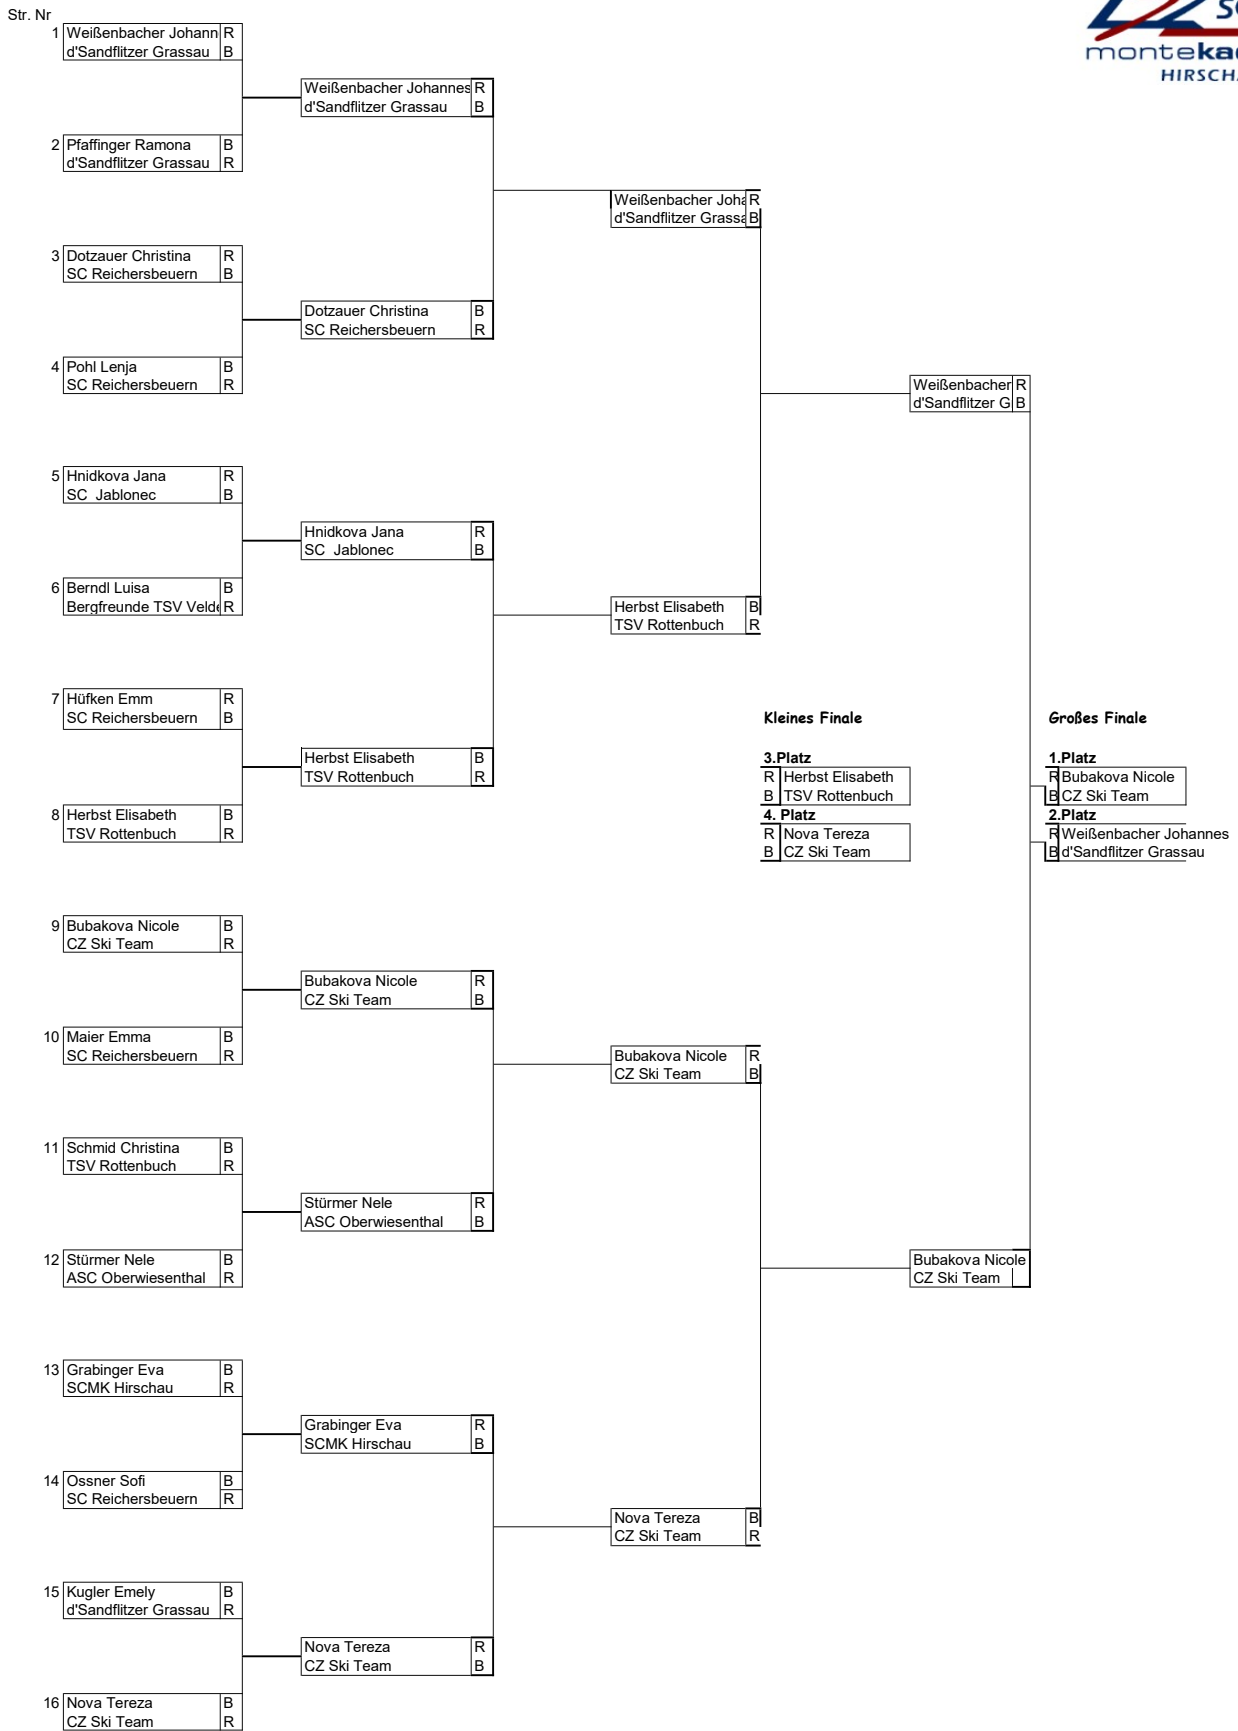 Str. Nr
1 Weißenbacher Johann R
d'Sandflitzer Grassau B
2 Pfaffinger Ramona B
d'Sandflitzer Grassau R
3 Dotzauer Christina R
SC Reichersbeuern B
4 Pohl Lenja B
SC Reichersbeuern R
5 Hnidkova Jana R
SC Jablonec B
6 Berndl Luisa B
Bergfreunde TSV Velde R
7 Hüfken Emm R
SC Reichersbeuern B
8 Herbst Elisabeth B
TSV Rottenbuch R
9 Bubakova Nicole B
CZ Ski Team R
10 Maier Emma B
SC Reichersbeuern R
11 Schmid Christina B
TSV Rottenbuch R
12 Stürmer Nele B
ASC Oberwiesenthal R
13 Grabinger Eva B
SCMK Hirschau R
14 Ossner Sofi B
SC Reichersbeuern R
15 Kugler Emely B
d'Sandflitzer Grassau R
16 Nova Tereza B
CZ Ski Team R
Weißenbacher Johannes R
d'Sandflitzer Grassau B
Dotzauer Christina B
SC Reichersbeuern R
Hnidkova Jana R
SC Jablonec B
Herbst Elisabeth B
TSV Rottenbuch R
Bubakova Nicole R
CZ Ski Team B
Stürmer Nele R
ASC Oberwiesenthal B
Grabinger Eva R
SCMK Hirschau B
Nova Tereza R
CZ Ski Team B
Weißenbacher Joha R
d'Sandflitzer Grassa B
Herbst Elisabeth B
TSV Rottenbuch R
Bubakova Nicole R
CZ Ski Team B
Nova Tereza B
CZ Ski Team R
Weißenbacher R
d'Sandflitzer G B
Bubakova Nicole
CZ Ski Team
Kleines Finale
3.Platz
R Herbst Elisabeth
B TSV Rottenbuch
4. Platz
R Nova Tereza
B CZ Ski Team
Großes Finale
1.Platz
R Bubakova Nicole
B CZ Ski Team
2.Platz
R Weißenbacher Johannes
B d'Sandflitzer Grassau